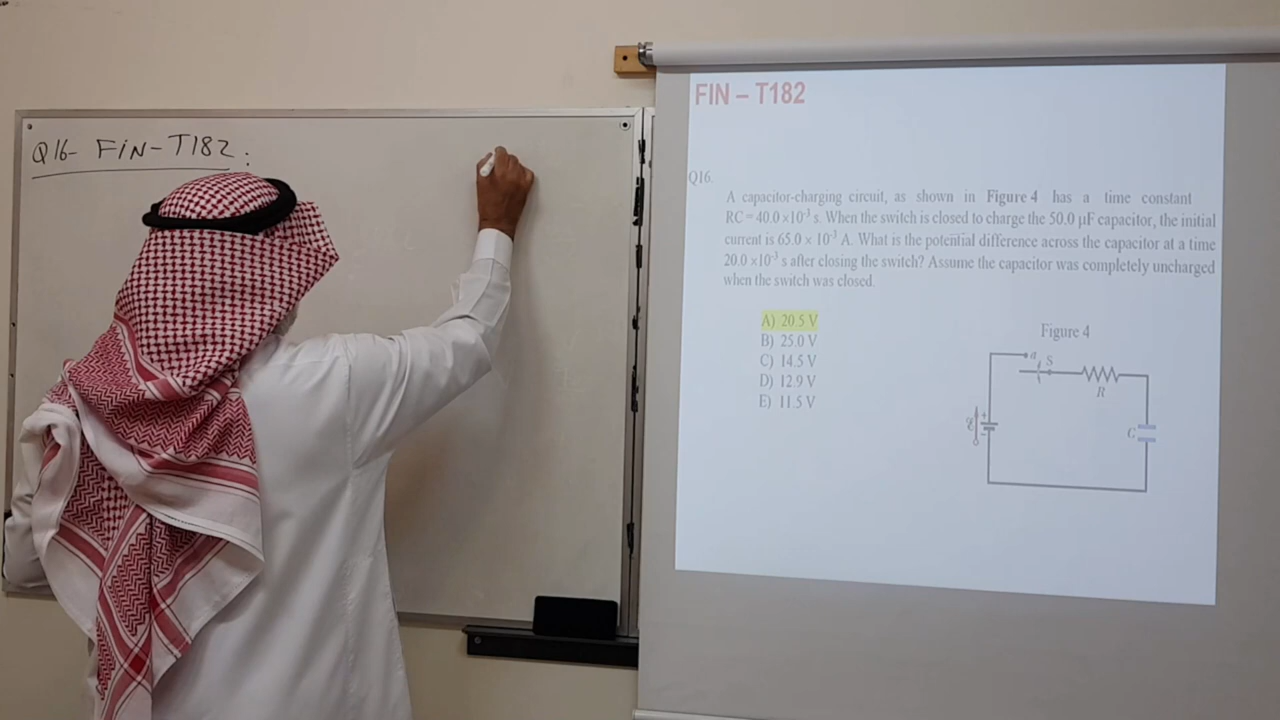 Q16- FiN-T182:
FIN – T182
Q16.
A capacitor-charging circuit, as shown in Figure 4 has a time constant
RC = 40.0 ×10⁻³ s. When the switch is closed to charge the 50.0 µF capacitor, the initial
current is 65.0 × 10⁻³ A. What is the potential difference across the capacitor at a time
20.0 ×10⁻³ s after closing the switch? Assume the capacitor was completely uncharged
when the switch was closed.
A) 20.5 V
B) 25.0 V
C) 14.5 V
D) 12.9 V
E) 11.5 V
Figure 4
a
S
R
ℰ
+
-
C